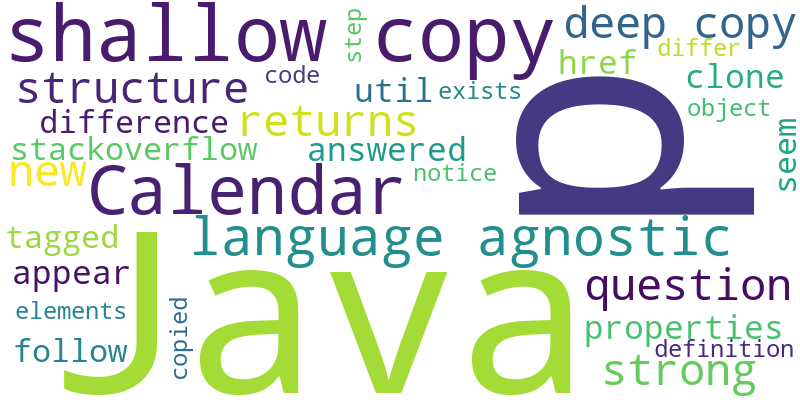 shallow copy
step
deep copy
differ
href
code
structure
util
exists
clone
object
difference
returns
stackoverflow
answered
seem
new
Calendar
notice
p
tagged
language agnostic
appear
question
Java
elements
copied
properties
follow
definition
strong